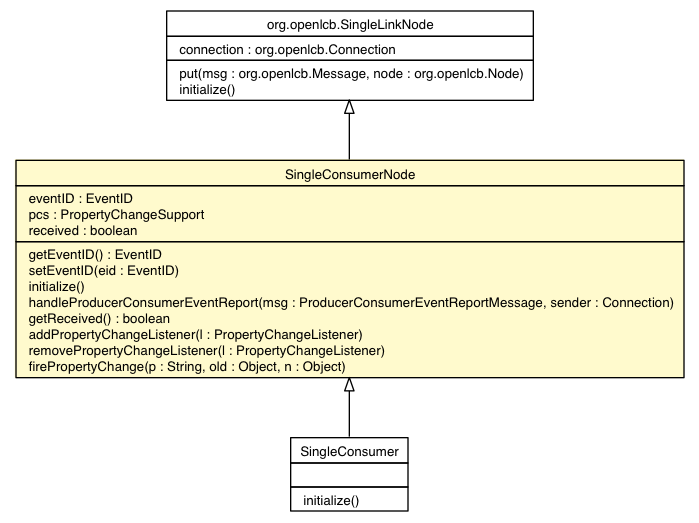 org.openlcb.SingleLinkNode
connection : org.openlcb.Connection
put(msg : org.openlcb.Message, node : org.openlcb.Node)
initialize()
SingleConsumerNode
eventID : EventID
pcs : PropertyChangeSupport
received : boolean
getEventID() : EventID
setEventID(eid : EventID)
initialize()
handleProducerConsumerEventReport(msg : ProducerConsumerEventReportMessage, sender : Connection)
getReceived() : boolean
addPropertyChangeListener(l : PropertyChangeListener)
removePropertyChangeListener(l : PropertyChangeListener)
firePropertyChange(p : String, old : Object, n : Object)
SingleConsumer
initialize()